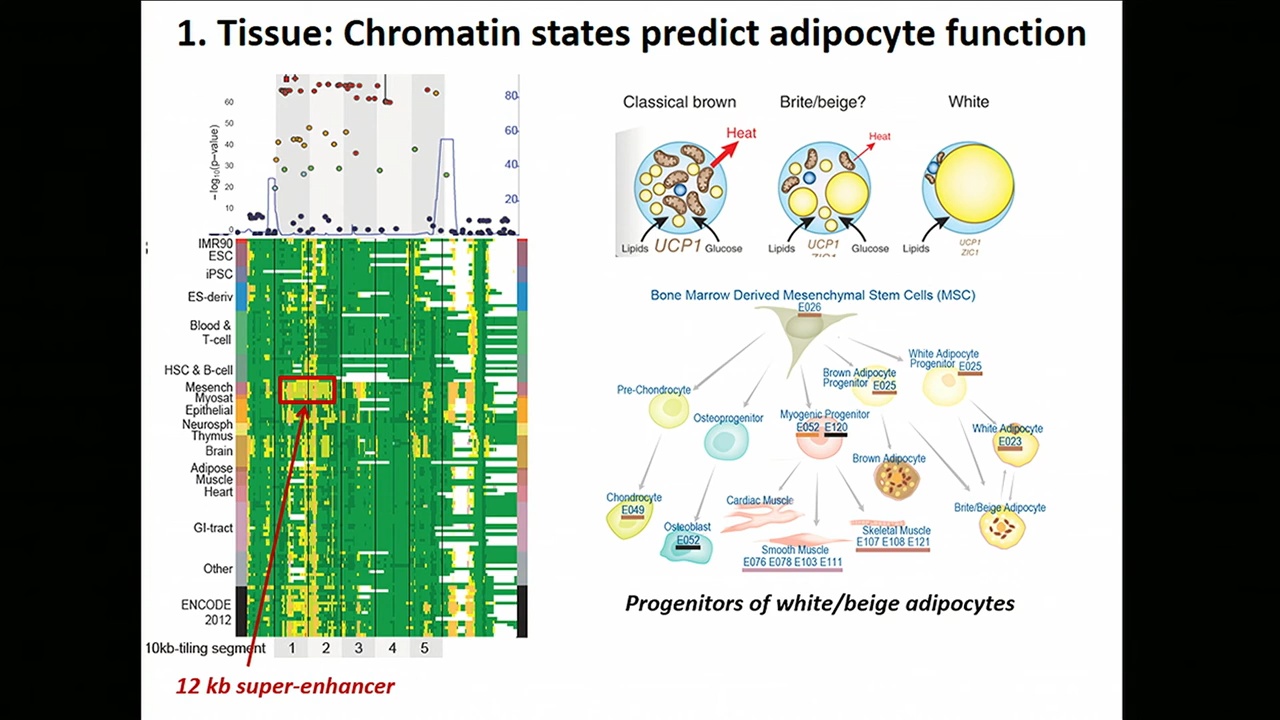 1. Tissue: Chromatin states predict adipocyte function
−log10(p−value)
60
50
40
30
20
10
0
80
60
40
20
IMR90
ESC
iPSC
ES-deriv
Blood &
T-cell
HSC & B-cell
Mesench
Myosat
Epithelial
Neurosph
Thymus
Brain
Adipose
Muscle
Heart
GI-tract
Other
ENCODE
2012
10kb-tiling segment 1 2 3 4 5
12 kb super-enhancer
Classical brown
Brite/beige?
White
Heat
Heat
Lipids UCP1 Glucose
Lipids UCP1 Glucose
ZIC1
Lipids UCP1
ZIC1
Bone Marrow Derived Mesenchymal Stem Cells (MSC)
E026
White Adipocyte
Progenitor E025
Brown Adipocyte
Progenitor E025
Pre-Chondrocyte
Osteoprogenitor
Myogenic Progenitor
E052 E120
White Adipocyte
E023
Brown Adipocyte
Chondrocyte
E049
Cardiac Muscle
Brite/Beige Adipocyte
Osteoblast
E052
Skeletal Muscle
E107 E108 E121
Smooth Muscle
E076 E078 E103 E111
Progenitors of white/beige adipocytes